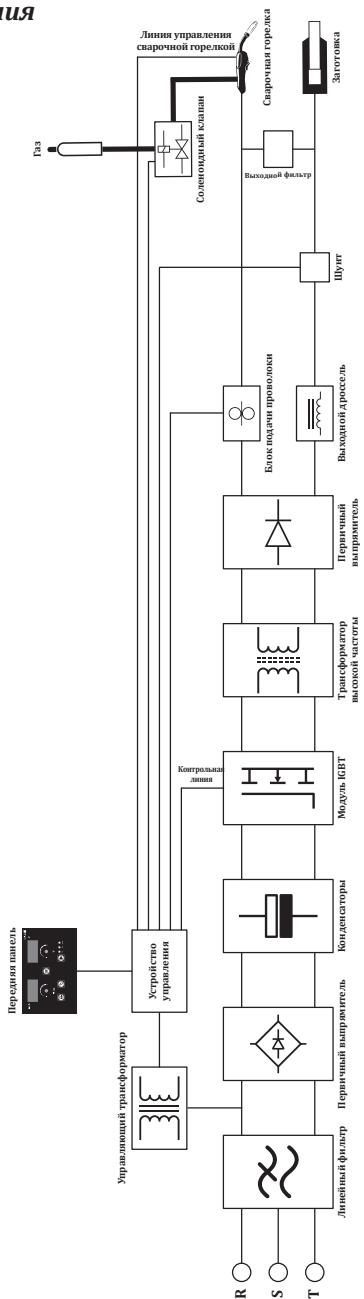 ния
Линия управления
сварочной горелкой
Сварочная горелка
Заготовка
Газ
Соленоидный клапан
Выходной фильтр
Шунт
Блок подачи проволоки
Выходной дроссель
Первичный
выпрямитель
Трансформатор
высокой частоты
Контрольная
линия
Модуль IGBT
Передняя панель
Устройство
управления
Конденсаторы
Управляющий трансформатор
Первичный выпрямитель
Линейный фильтр
R
S
T